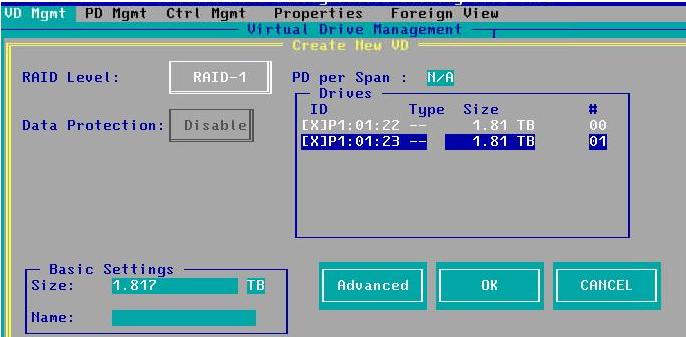 VD Mgmt PD Mgmt Ctrl Mgmt Properties Foreign View
Virtual Drive Management
Create New VD
RAID Level: RAID-1 PD per Span : N/A
Drives
ID Type Size #
[X]P1:01:22 -- 1.81 TB 00
Data Protection: Disable
[X]P1:01:23 -- 1.81 TB 01
Basic Settings
Size: 1.817 TB
Advanced OK CANCEL
Name: